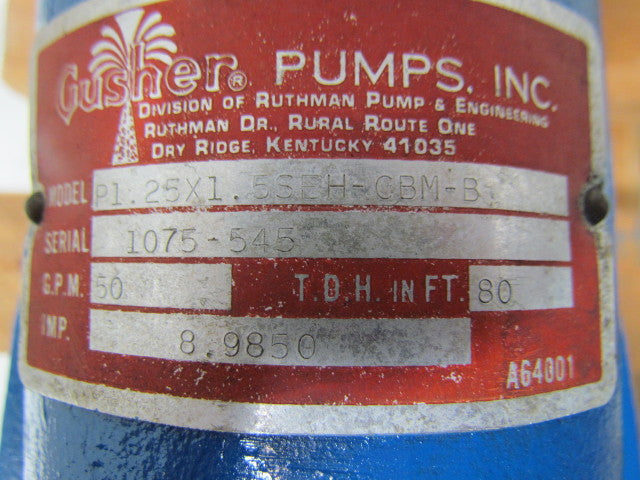 Gusher® PUMPS, INC.
DIVISION OF RUTHMAN PUMP & ENGINEERING
RUTHMAN DR., RURAL ROUTE ONE
DRY RIDGE, KENTUCKY 41035
MODEL P1.25X1.5SEH-CBM-B
SERIAL 1075-545
G.P.M. 50 T.D.H. IN FT. 80
IMP. 8.9850
A64001